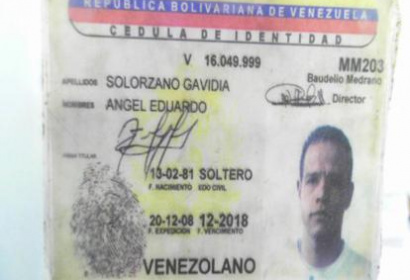 REPUBLICA BOLIVARIANA DE VENEZUELA
CEDULA DE IDENTIDAD
V 16.049.999 MM203
Baudelio Medrano
APELLIDOS SOLORZANO GAVIDIA
Director
NOMBRES ANGEL EDUARDO
FIRMA TITULAR
13-02-81 SOLTERO
F. NACIMIENTO EDO CIVIL
20-12-08 12-2018
F. EXPEDICION F. VENCIMIENTO
VENEZOLANO